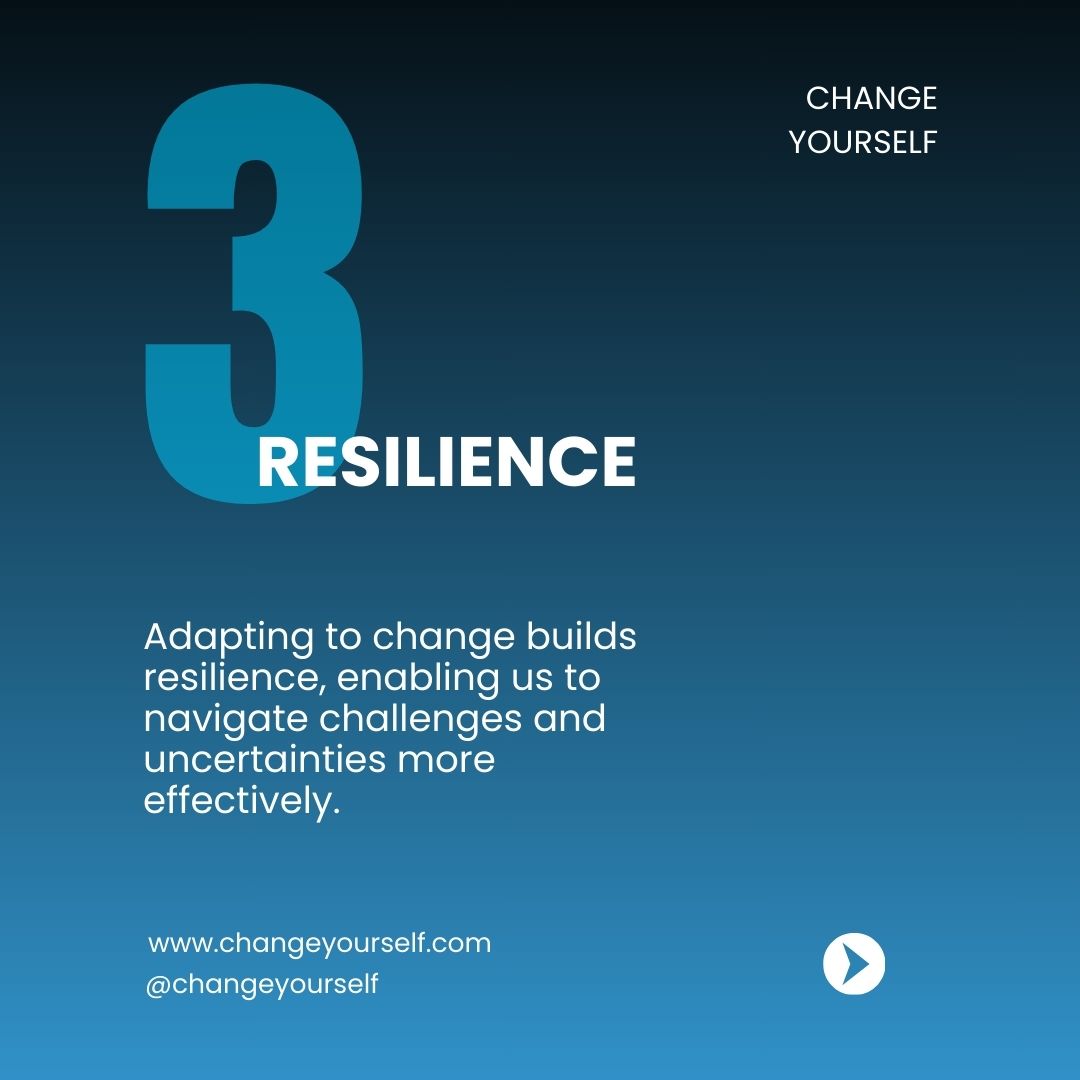 3
CHANGE
YOURSELF
RESILIENCE
Adapting to change builds
resilience, enabling us to
navigate challenges and
uncertainties more
effectively.
www.changeyourself.com
@changeyourself